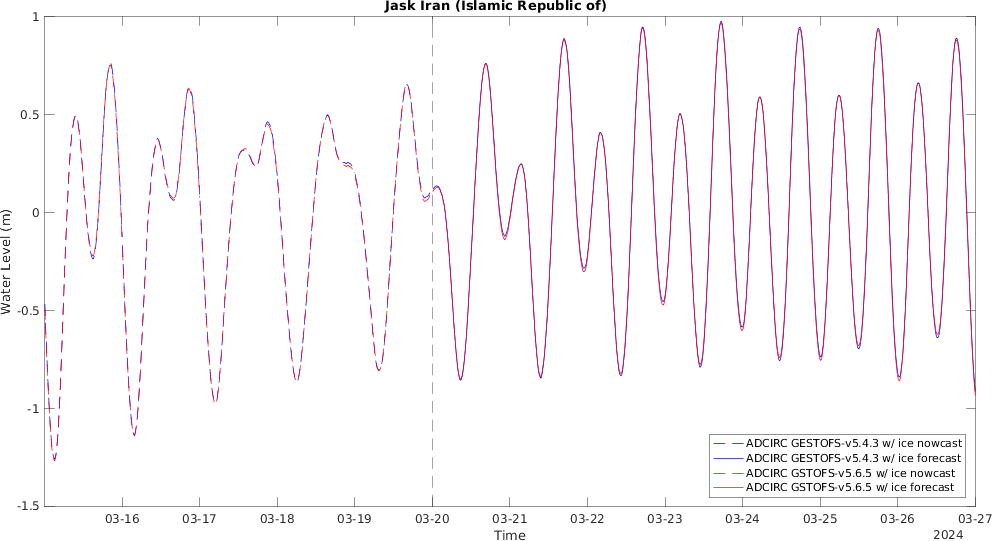 Jask Iran (Islamic Republic of)
1
0.5
0
-0.5
-1
-1.5
Water Level (m)
03-16 03-17 03-18 03-19 03-20 03-21 03-22 03-23 03-24 03-25 03-26 03-27
Time
2024
ADCIRC GESTOFS-v5.4.3 w/ ice nowcast
ADCIRC GESTOFS-v5.4.3 w/ ice forecast
ADCIRC GSTOFS-v5.6.5 w/ ice nowcast
ADCIRC GSTOFS-v5.6.5 w/ ice forecast